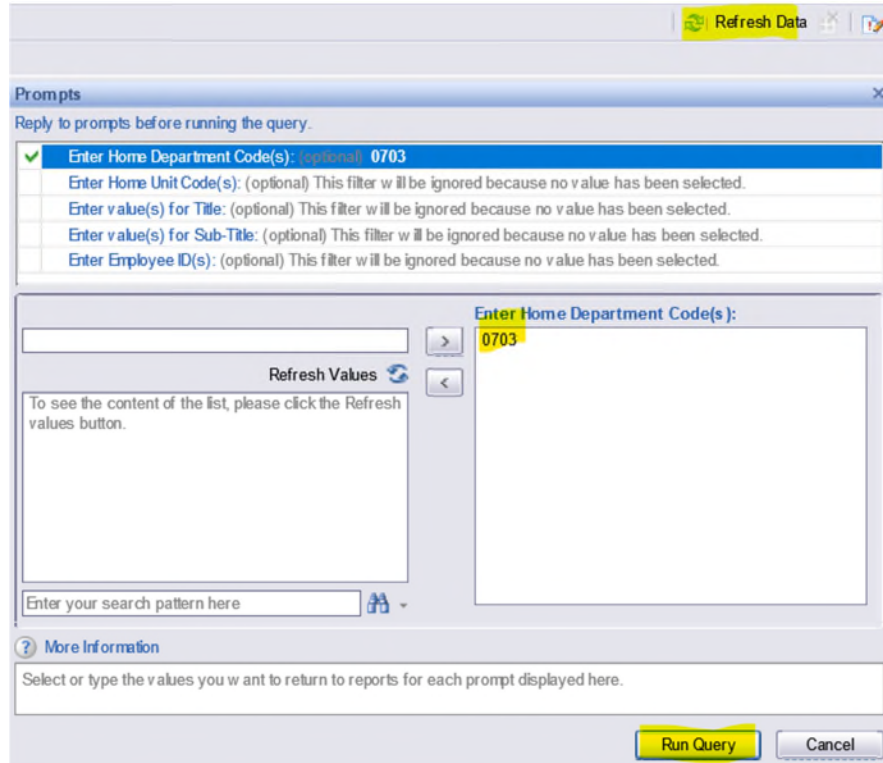 Refresh Data
Prompts
Reply to prompts before running the query.
Enter Home Department Code(s): (optional) 0703
Enter Home Unit Code(s): (optional) This filter will be ignored because no value has been selected.
Enter value(s) for Title: (optional) This filter will be ignored because no value has been selected.
Enter value(s) for Sub-Title: (optional) This filter will be ignored because no value has been selected.
Enter Employee ID(s): (optional) This filter will be ignored because no value has been selected.
Enter Home Department Code(s):
>
0703
Refresh Values
<
To see the content of the list, please click the Refresh
values button.
Enter your search pattern here
? More Information
Select or type the values you want to return to reports for each prompt displayed here.
Run Query
Cancel